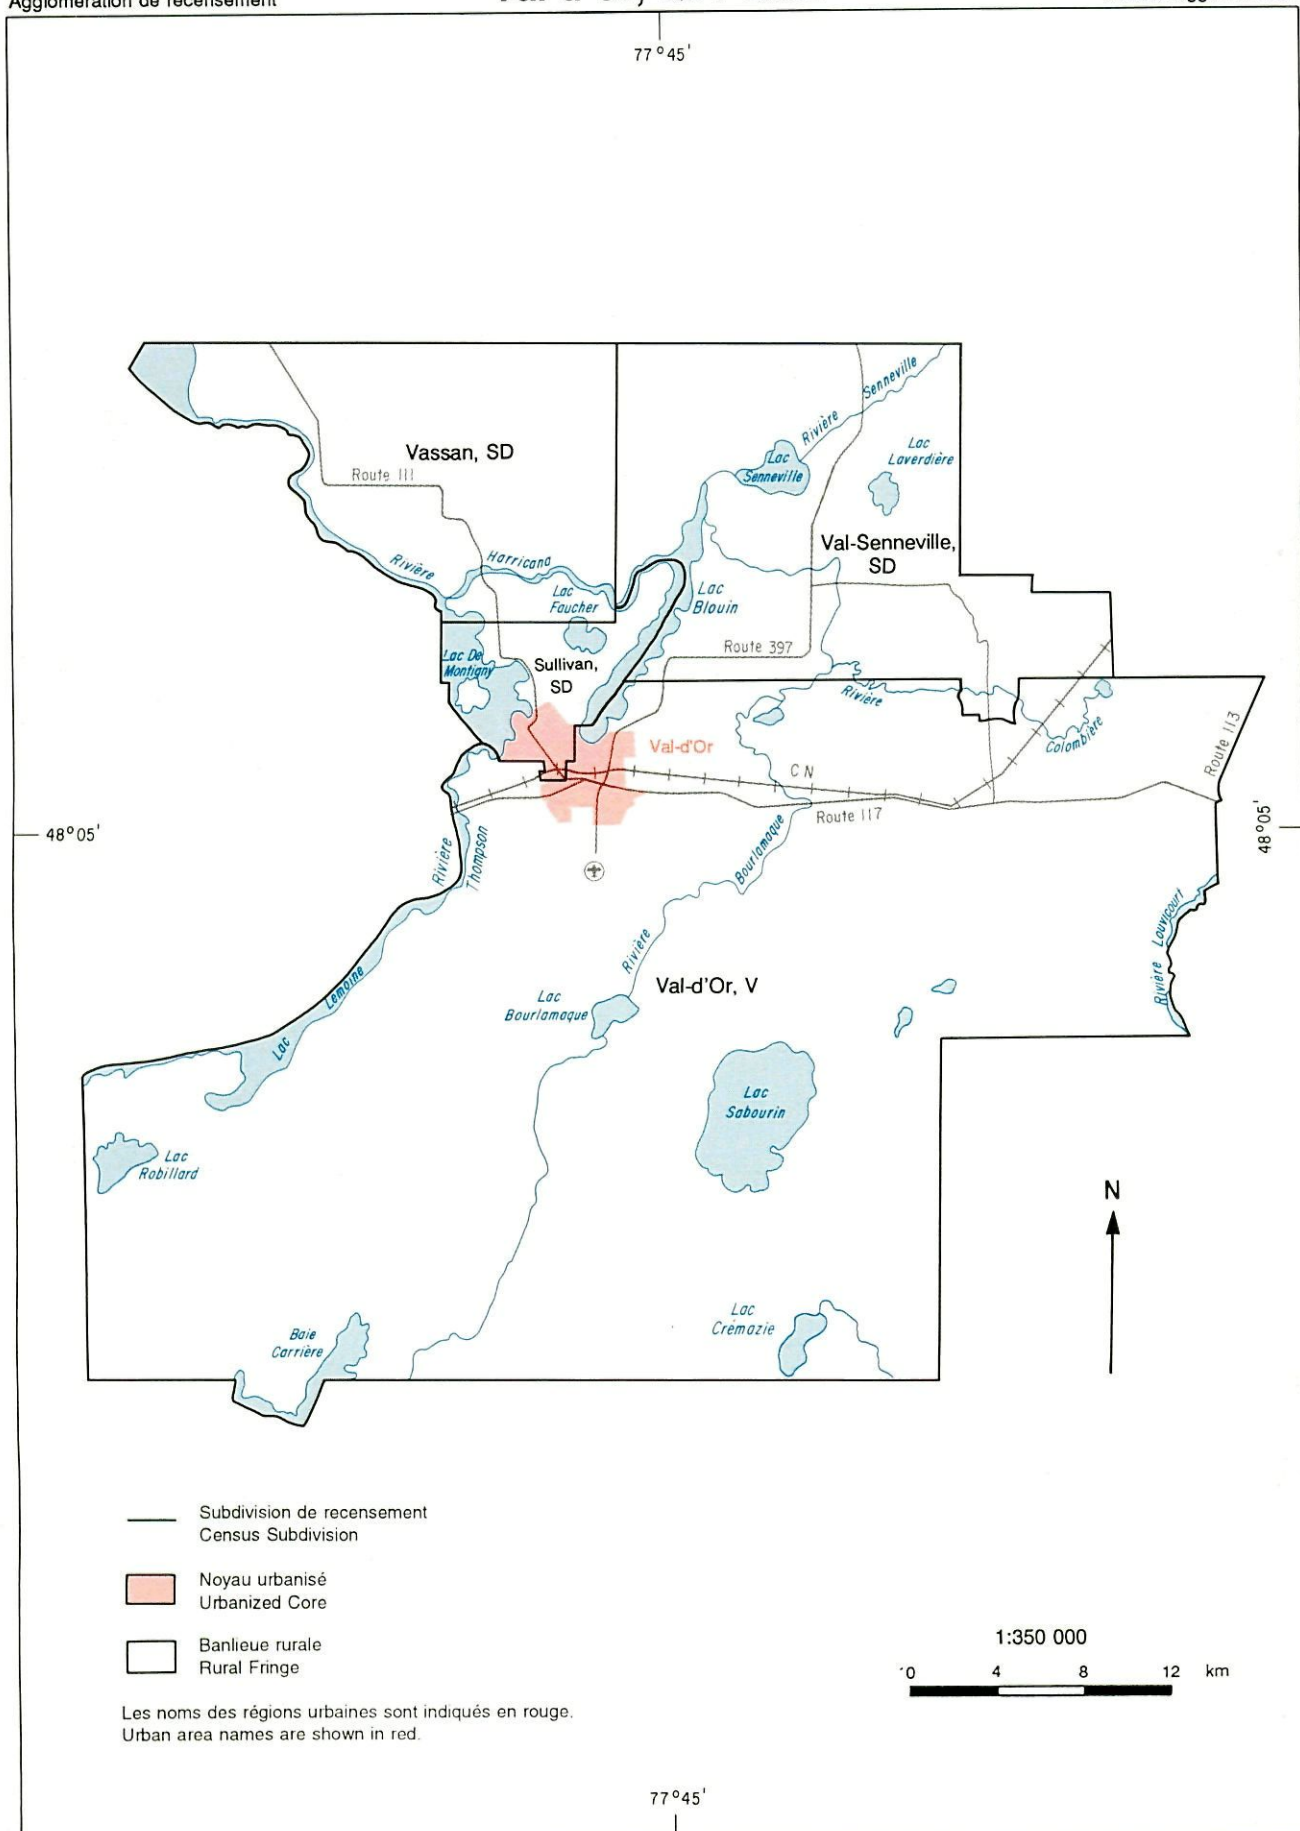 Agglomération de recensement
77°45'
Rivière Senneville
Lac
Laverdière
Vassan, SD
Lac
Senneville
Route 111
Val-Senneville,
SD
Rivière Harricana
Lac
Faucher
Lac
Blouin
Route 397
Lac De
Montigny
Sullivan,
SD
Rivière
Colombière
Route 113
Val-d'Or
CN
Route 117
48°05'
48°05'
Rivière
Thompson
Bourlamaque
Rivière
Rivière Louvicourt
Lac Lemoine
Val-d'Or, V
Lac
Bourlamaque
Lac
Sabourin
Lac
Robillard
N
Lac
Crémazie
Baie
Carrière
Subdivision de recensement
Census Subdivision
Noyau urbanisé
Urbanized Core
Banlieue rurale
Rural Fringe
1:350 000
0 4 8 12 km
Les noms des régions urbaines sont indiqués en rouge.
Urban area names are shown in red.
77°45'